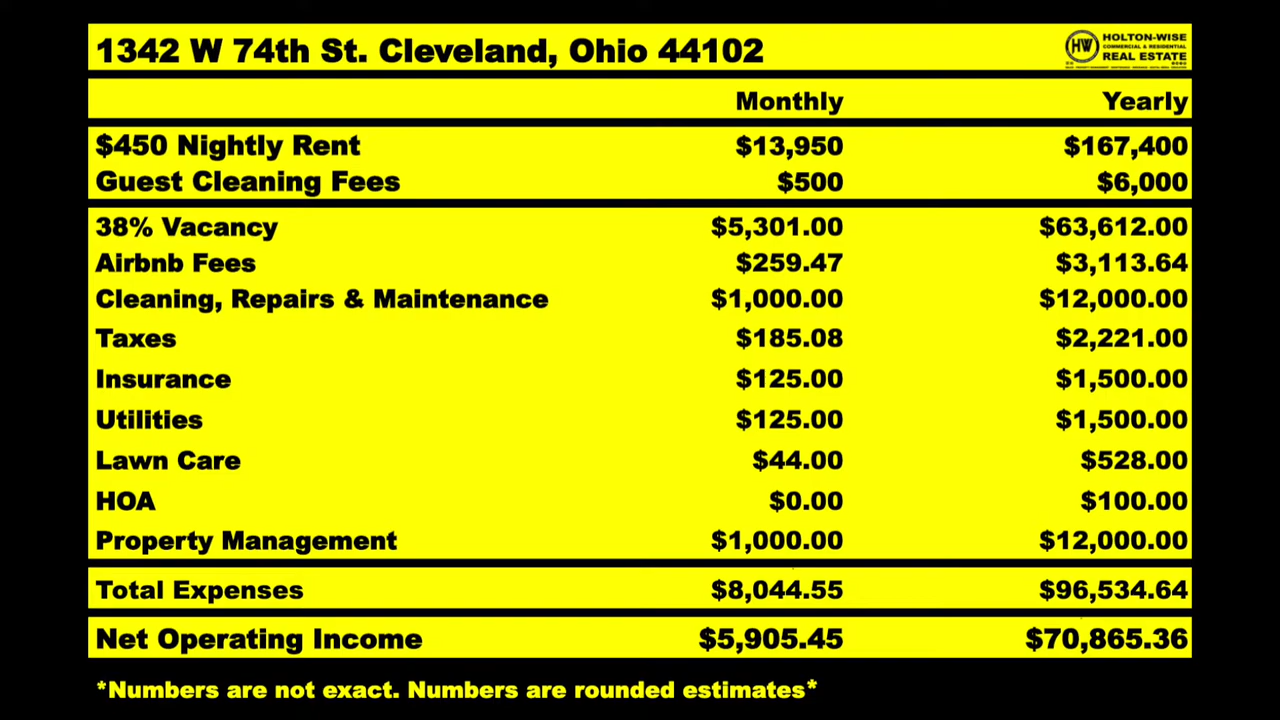 1342 W 74th St. Cleveland, Ohio 44102
HW
HOLTON-WISE
COMMERCIAL & RESIDENTIAL
REAL ESTATE
Monthly Yearly
$450 Nightly Rent $13,950 $167,400
Guest Cleaning Fees $500 $6,000
38% Vacancy $5,301.00 $63,612.00
Airbnb Fees $259.47 $3,113.64
Cleaning, Repairs & Maintenance $1,000.00 $12,000.00
Taxes $185.08 $2,221.00
Insurance $125.00 $1,500.00
Utilities $125.00 $1,500.00
Lawn Care $44.00 $528.00
HOA $0.00 $100.00
Property Management $1,000.00 $12,000.00
Total Expenses $8,044.55 $96,534.64
Net Operating Income $5,905.45 $70,865.36
*Numbers are not exact. Numbers are rounded estimates*